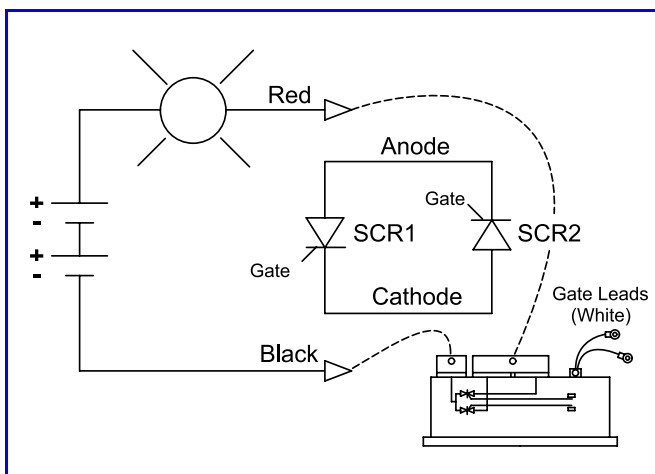 Red
Anode
Gate
+
-
+
-
SCR1
SCR2
Gate
Gate Leads
(White)
Cathode
Black